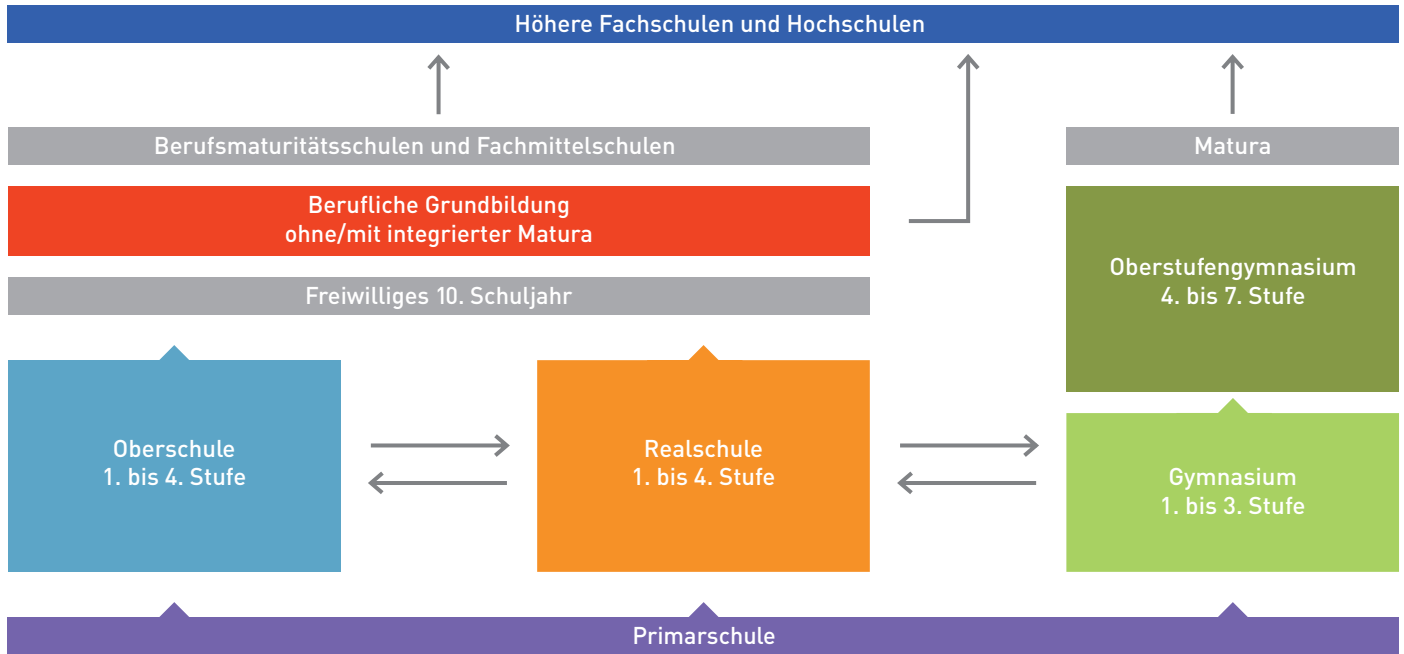 Höhere Fachschulen und Hochschulen
Berufsmaturitätsschulen und Fachmittelschulen
Matura
Berufliche Grundbildung
ohne/mit integrierter Matura
Oberstufengymnasium
4. bis 7. Stufe
Freiwilliges 10. Schuljahr
Oberschule
1. bis 4. Stufe
Realschule
1. bis 4. Stufe
Gymnasium
1. bis 3. Stufe
Primarschule